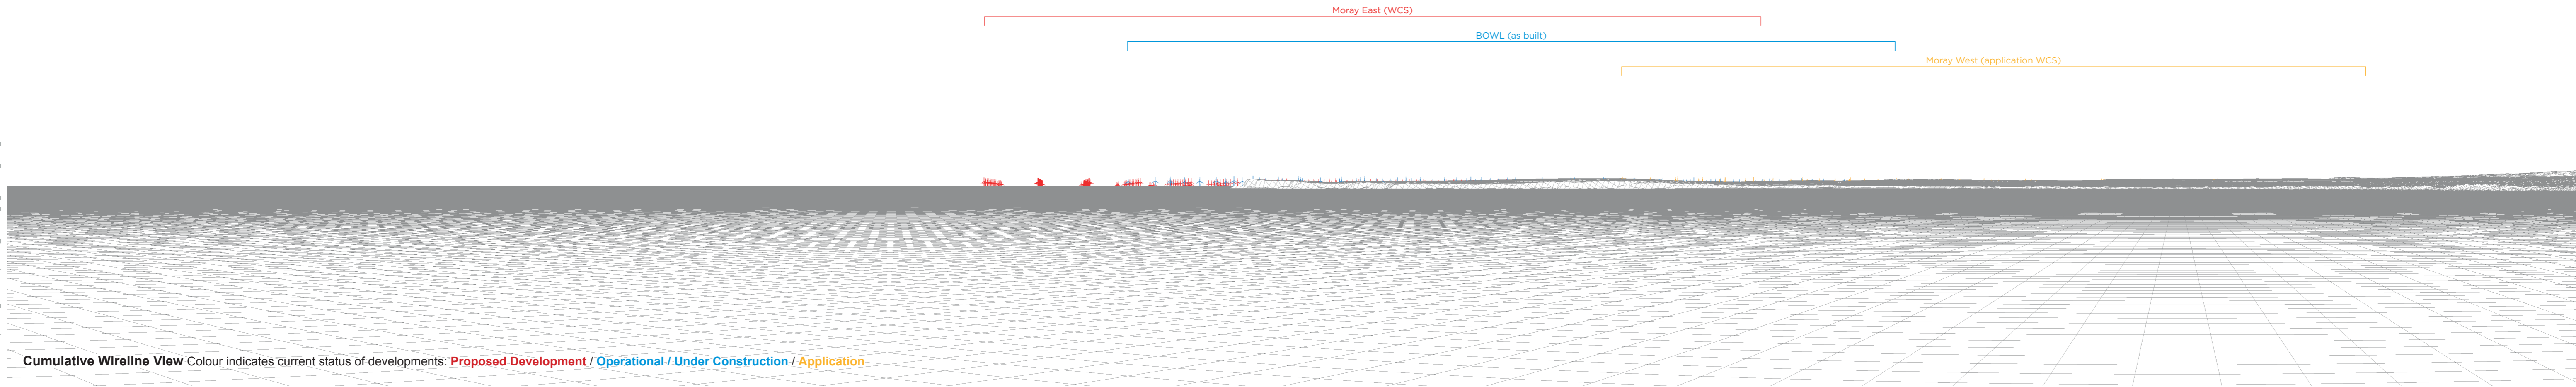 Moray East (WCS)
BOWL (as built)
Moray West (application WCS)
Cumulative Wireline View Colour indicates current status of developments: Proposed Development / Operational / Under Construction / Application